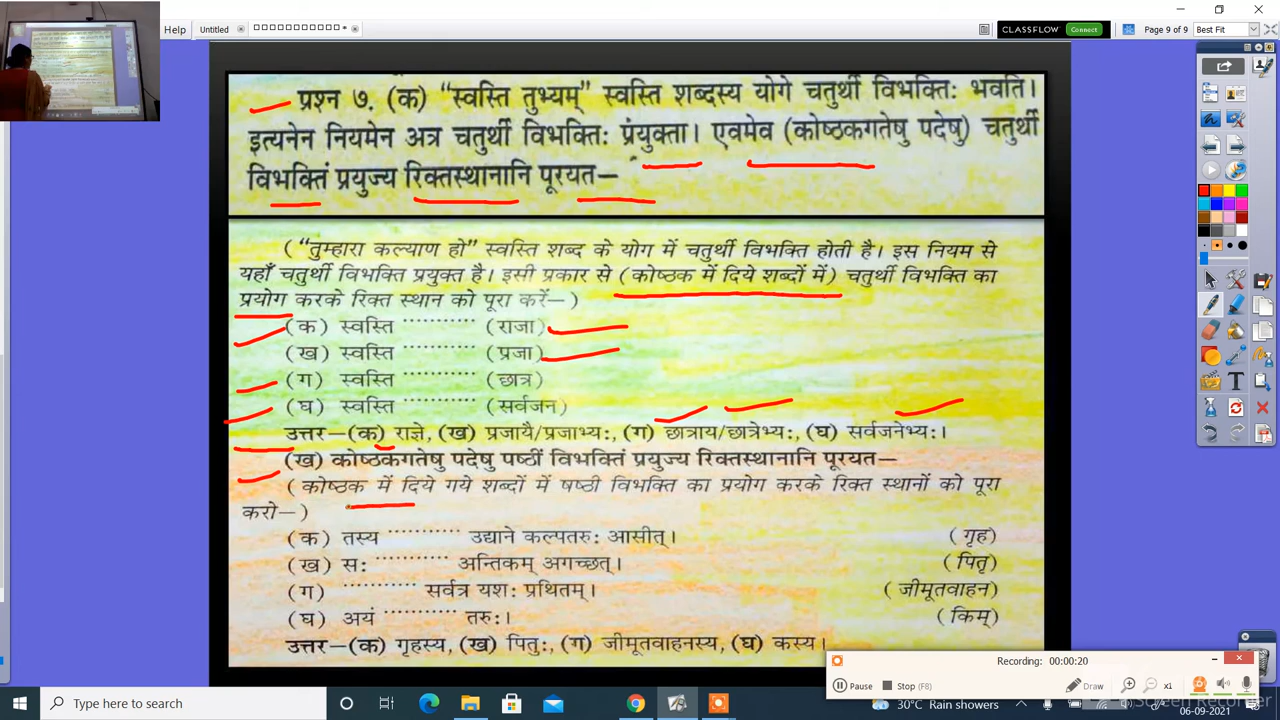 Help Untitled
CLASSFLOW Connect Page 9 of 9 Best Fit
प्रश्न ७. (क) “स्वस्ति तुभ्यम्” स्वस्ति शब्दस्य योगे चतुर्थी विभक्तिः भवति।
इत्यनेन नियमेन अत्र चतुर्थी विभक्तिः प्रंयुक्ता। एवमेव (कोष्ठकगतेषु पदेषु) चतुर्थी
विभक्तिं प्रयुज्य रिक्तस्थानानि पूरयत–
( “तुम्हारा कल्याण हो” स्वस्ति शब्द के योग में चतुर्थी विभक्ति होती है। इस नियम से
यहाँ चतुर्थी विभक्ति प्रयुक्त है। इसी प्रकार से (कोष्ठक में दिये शब्दों में) चतुर्थी विभक्ति का
प्रयोग करके रिक्त स्थान को पूरा करें–)
(क) स्वस्ति ........... (राजा)
(ख) स्वस्ति ........... (प्रजा)
(ग) स्वस्ति ........... (छात्र)
(घ) स्वस्ति ........... (सर्वजन)
उत्तर–(क) राज्ञे, (ख) प्रजायै/प्रजाभ्यः, (ग) छात्राय/छात्रेभ्यः, (घ) सर्वजनेभ्यः।
(ख) कोष्ठकगतेषु पदेषु षष्ठीं विभक्तिं प्रयुज्य रिक्तस्थानानि पूरयत–
(कोष्ठक में दिये गये शब्दों में षष्ठी विभक्ति का प्रयोग करके रिक्त स्थानों को पूरा
करो–)
(क) तस्य ........... उद्याने कल्पतरुः आसीत्। (गृह)
(ख) सः ........... अन्तिकम् अगच्छत्। (पितृ)
(ग) ........... सर्वत्र यशः प्रथितम्। (जीमूतवाहन)
(घ) अयं ........... तरुः। (किम्)
उत्तर–(क) गृहस्य, (ख) पितुः, (ग) जीमूतवाहनस्य, (घ) कस्य।
Recording: 00:00:20
Pause Stop (F8) Draw x1
Type here to search 30°C Rain showers 06-09-2021